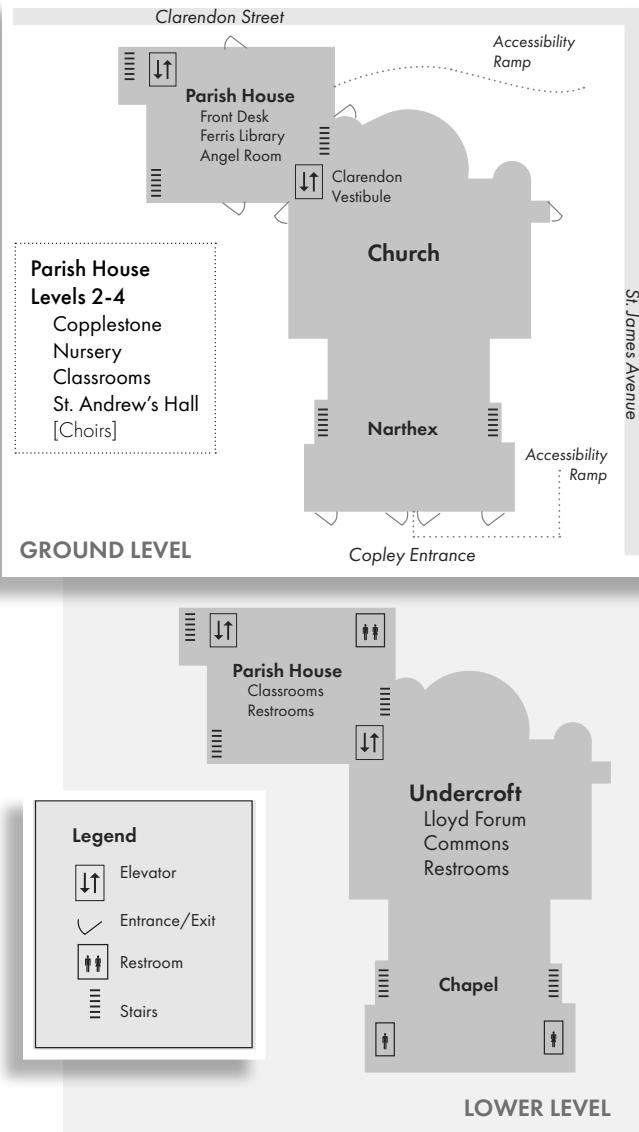 Clarendon Street
Accessibility
Ramp
Parish House
Front Desk
Ferris Library
Angel Room
Clarendon
Vestibule
Church
Parish House
Levels 2-4
Copplestone
Nursery
Classrooms
St. Andrew's Hall
[Choirs]
St. James Avenue
Narthex
Accessibility
Ramp
GROUND LEVEL
Copley Entrance
Parish House
Classrooms
Restrooms
Undercroft
Lloyd Forum
Commons
Restrooms
Legend
Elevator
Entrance/Exit
Restroom
Stairs
Chapel
LOWER LEVEL